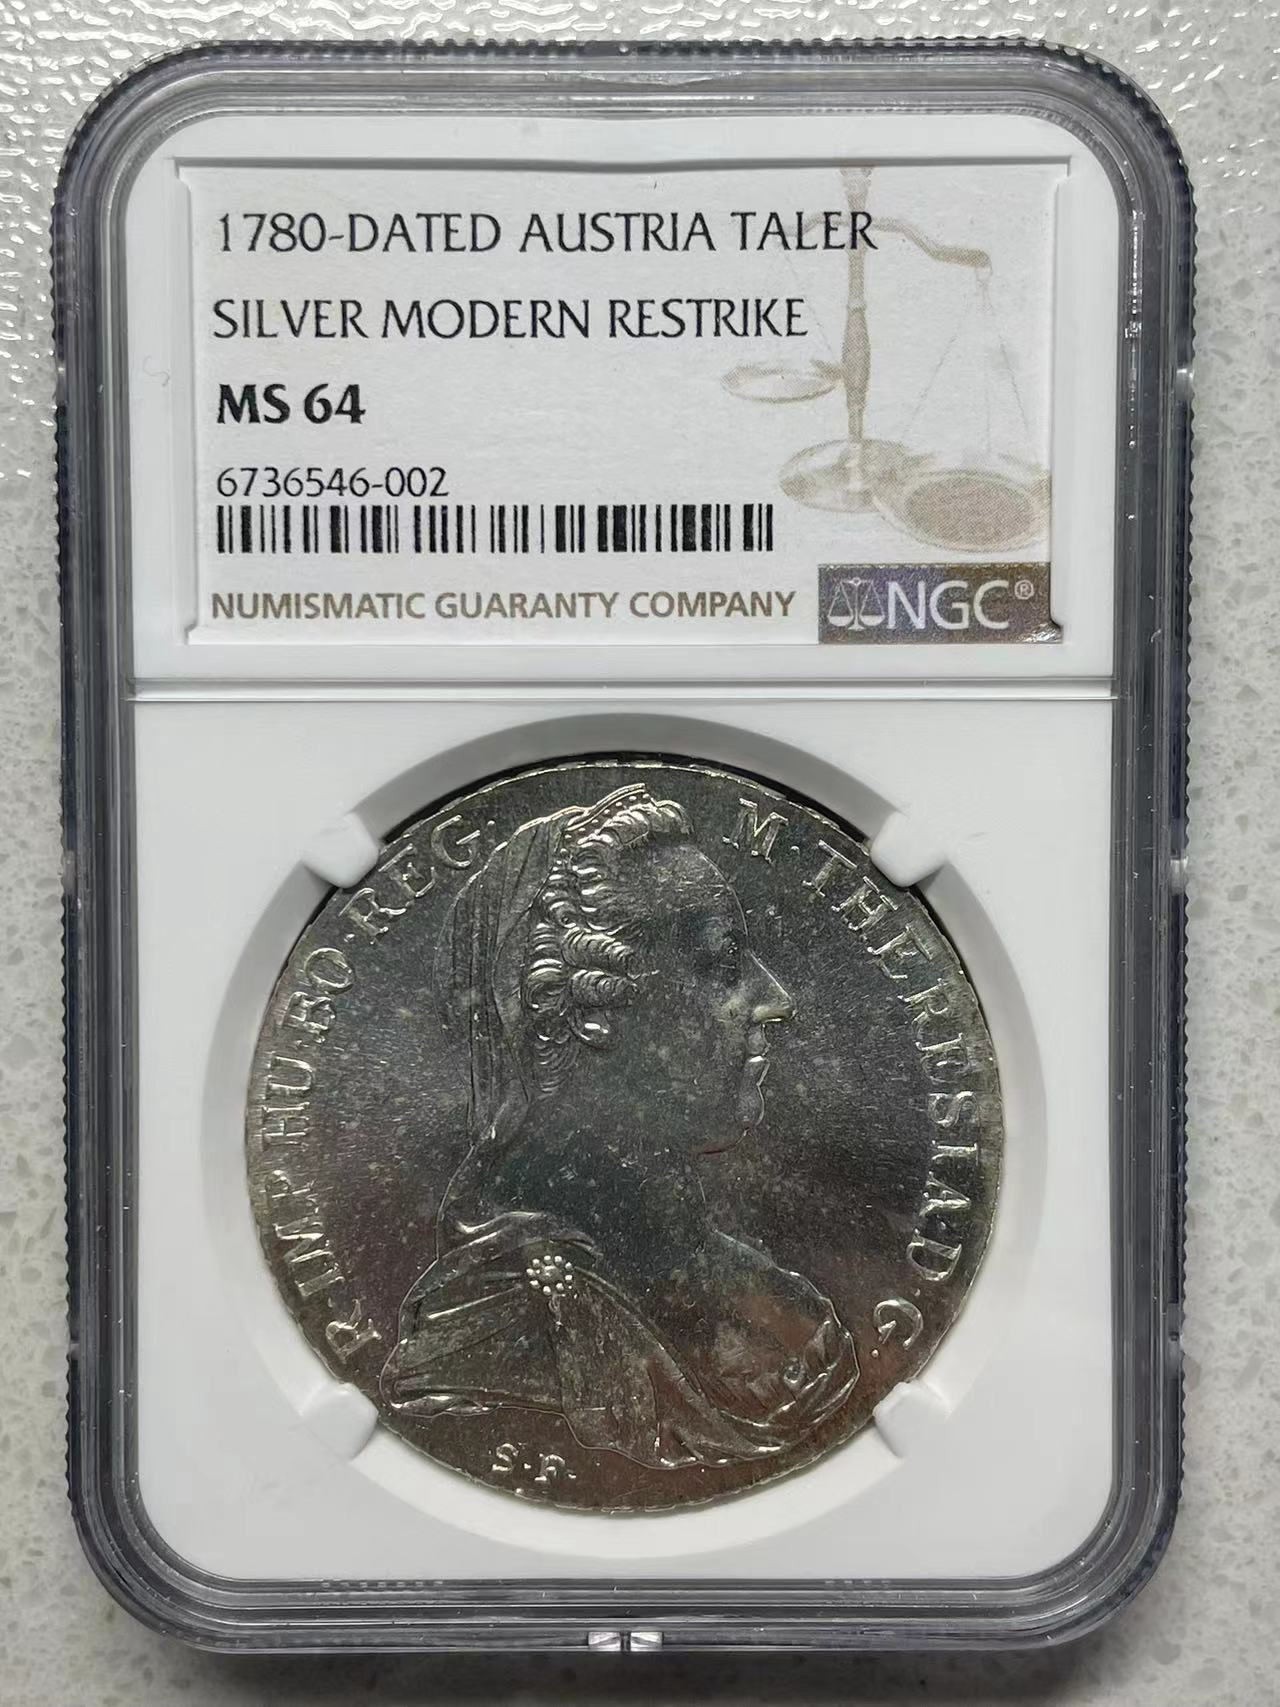 1780-DATED AUSTRIA TALER
SILVER MODERN RESTRIKE
MS 64
6736546-002
NUMISMATIC GUARANTY COMPANY
NGC®
R·IMP·HU·BO·REG·
M·THERESIA·D·G·
S·F·